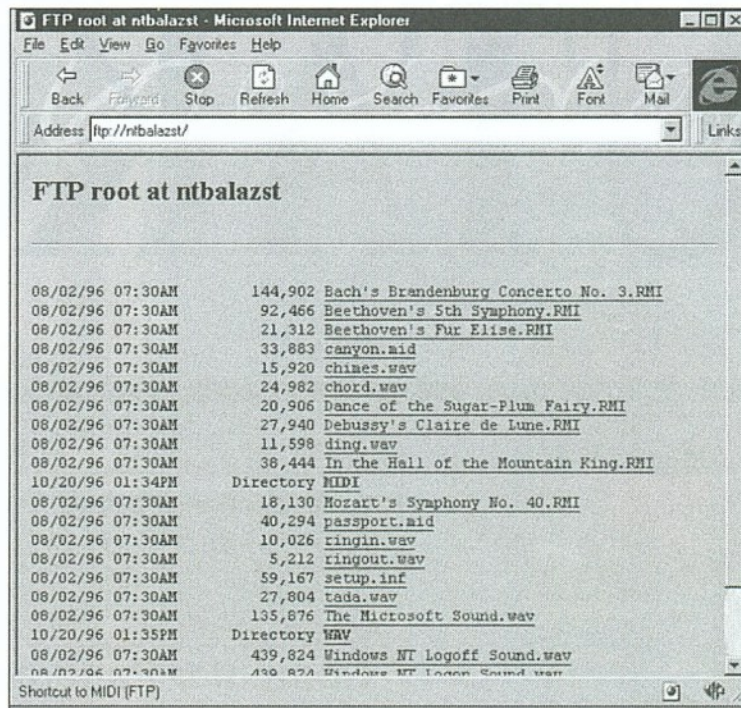 FTP root at ntbalazst - Microsoft Internet Explorer
File Edit View Go Favorites Help
Back Forward Stop Refresh Home Search Favorites Print Font Mail
Address ftp://ntbalazst/ Links
FTP root at ntbalazst
08/02/96 07:30AM 144,902 Bach's Brandenburg Concerto No. 3.RMI
08/02/96 07:30AM 92,466 Beethoven's 5th Symphony.RMI
08/02/96 07:30AM 21,312 Beethoven's Fur Elise.RMI
08/02/96 07:30AM 33,883 canyon.mid
08/02/96 07:30AM 15,920 chimes.wav
08/02/96 07:30AM 24,982 chord.wav
08/02/96 07:30AM 20,906 Dance of the Sugar-Plum Fairy.RMI
08/02/96 07:30AM 27,940 Debussy's Claire de Lune.RMI
08/02/96 07:30AM 11,598 ding.wav
08/02/96 07:30AM 38,444 In the Hall of the Mountain King.RMI
10/20/96 01:34PM Directory MIDI
08/02/96 07:30AM 18,130 Mozart's Symphony No. 40.RMI
08/02/96 07:30AM 40,294 passport.mid
08/02/96 07:30AM 10,026 ringin.wav
08/02/96 07:30AM 5,212 ringout.wav
08/02/96 07:30AM 59,167 setup.inf
08/02/96 07:30AM 27,804 tada.wav
08/02/96 07:30AM 135,876 The Microsoft Sound.wav
10/20/96 01:35PM Directory WAV
08/02/96 07:30AM 439,824 Windows NT Logoff Sound.wav
08/02/96 07:30AM 439,824 Windows NT Logon Sound.wav
Shortcut to MIDI (FTP)